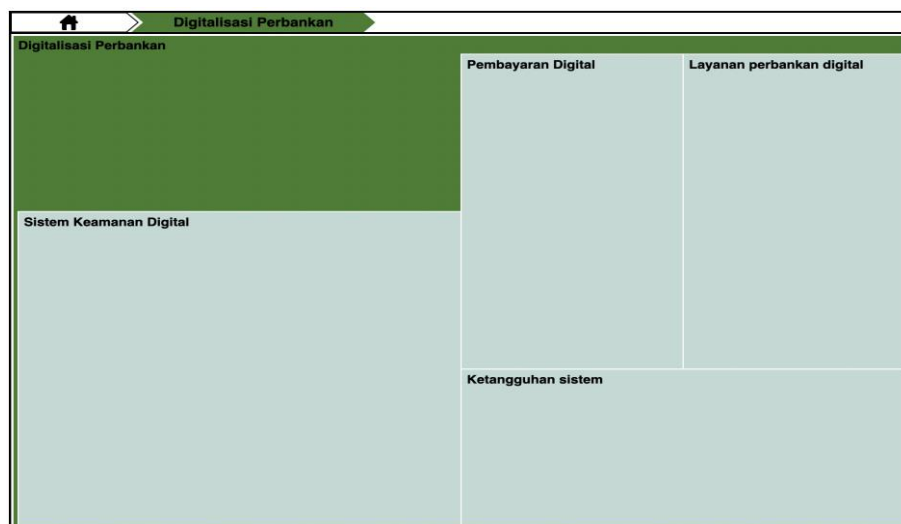 Digitalisasi Perbankan
Digitalisasi Perbankan
Pembayaran Digital
Layanan perbankan digital
Sistem Keamanan Digital
Ketangguhan sistem